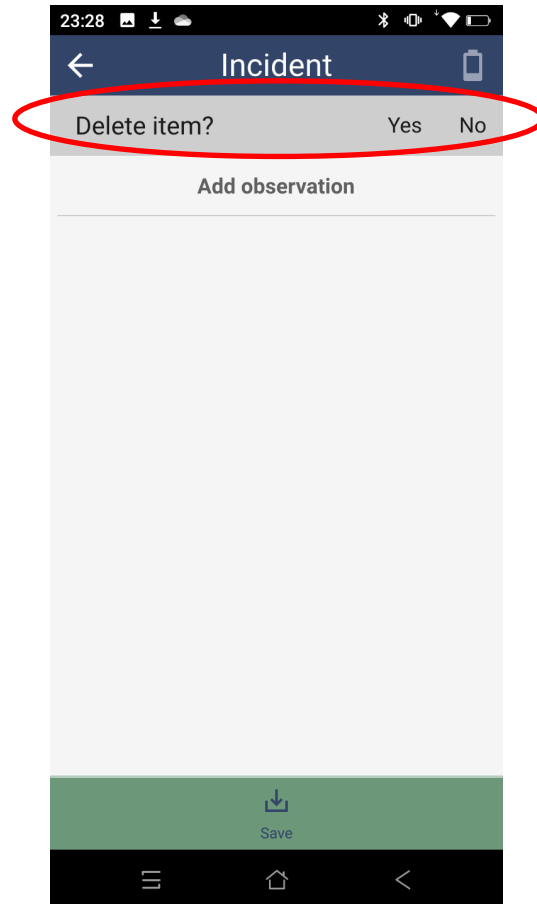 23:28
Incident
Delete item? Yes No
Add observation
Save